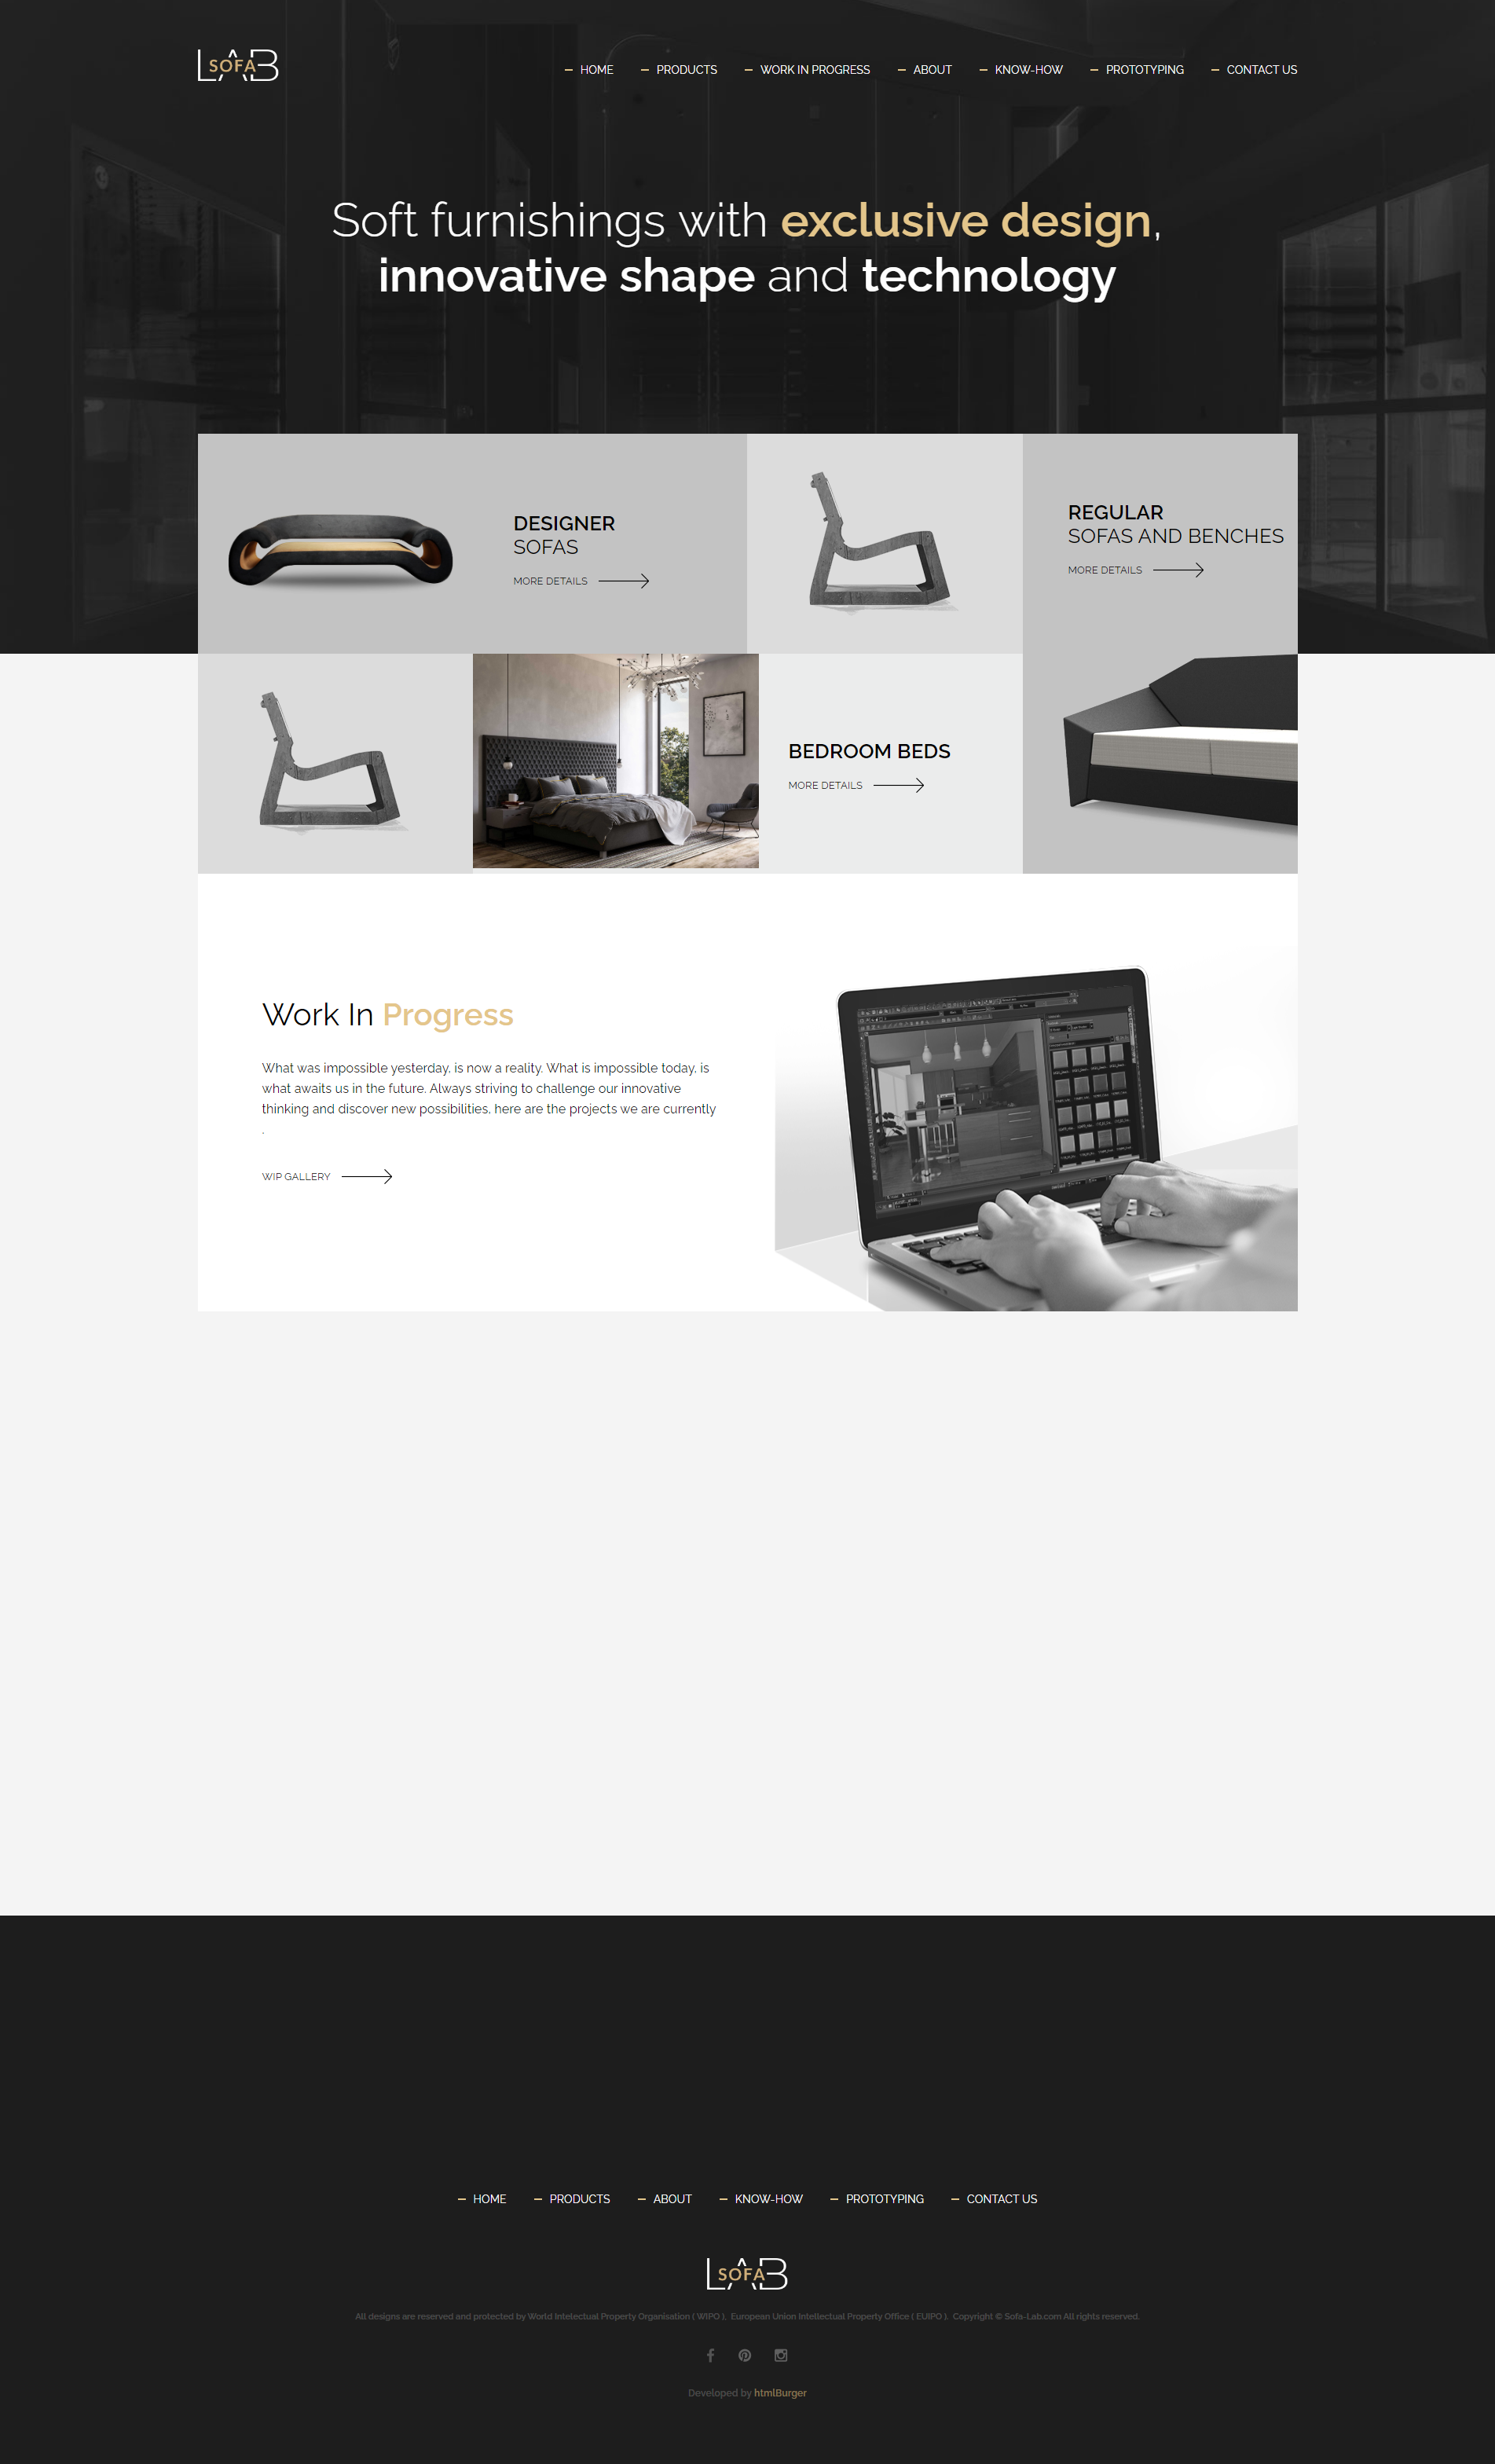 LAB
SOFA
HOME
PRODUCTS
WORK IN PROGRESS
ABOUT
KNOW-HOW
PROTOTYPING
CONTACT US
Soft furnishings with exclusive design,
innovative shape and technology
DESIGNER
SOFAS
MORE DETAILS
REGULAR
SOFAS AND BENCHES
MORE DETAILS
BEDROOM BEDS
MORE DETAILS
Work In Progress
What was impossible yesterday, is now a reality. What is impossible today, is
what awaits us in the future. Always striving to challenge our innovative
thinking and discover new possibilities, here are the projects we are currently
.
WIP GALLERY
HOME
PRODUCTS
ABOUT
KNOW-HOW
PROTOTYPING
CONTACT US
LAB
SOFA
All designs are reserved and protected by World Intelectual Property Organisation ( WIPO ), European Union Intellectual Property Office ( EUIPO ). Copyright © Sofa-Lab.com All rights reserved.
Developed by htmlBurger